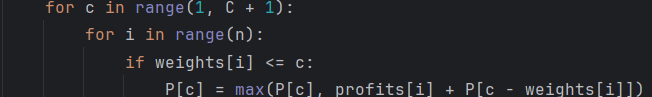 for c in range(1, C + 1):
    for i in range(n):
        if weights[i] <= c:
            P[c] = max(P[c], profits[i] + P[c - weights[i]])